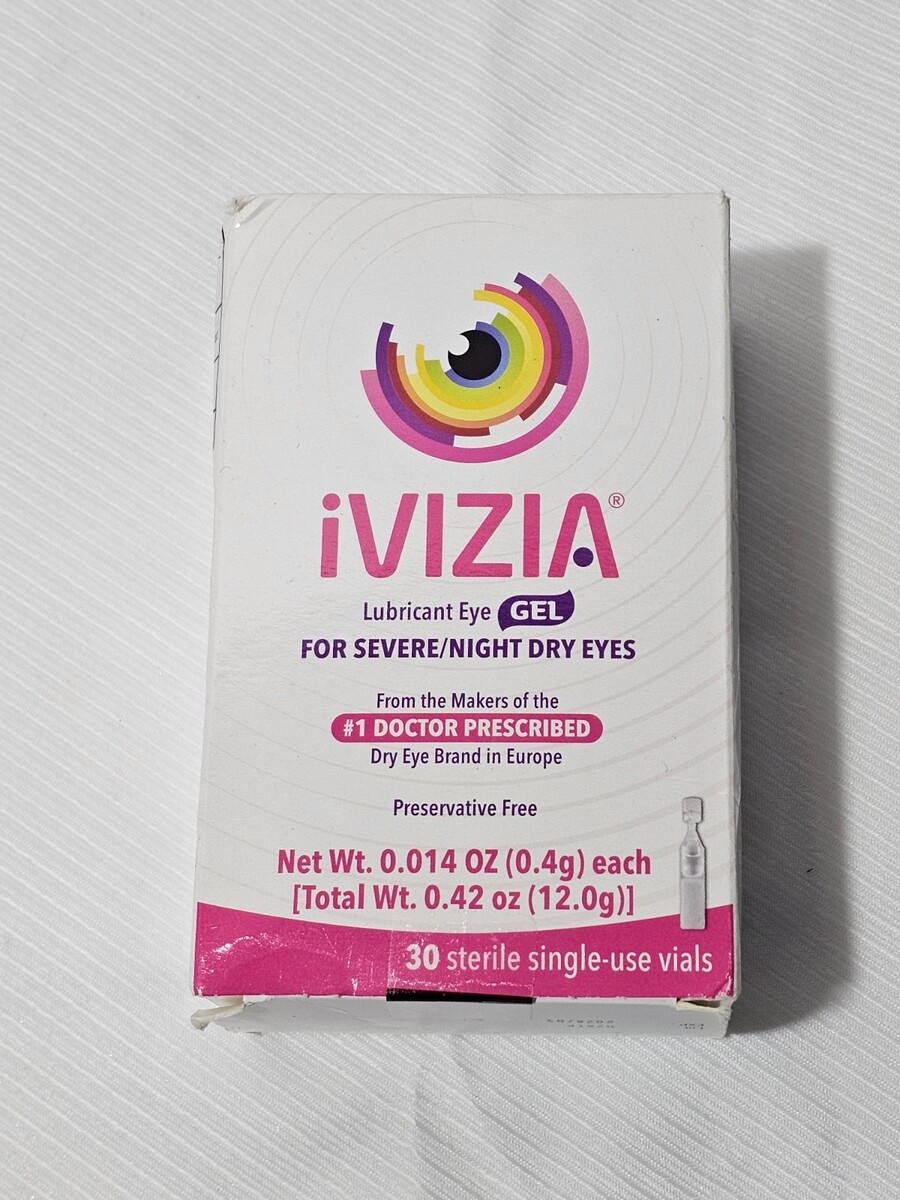 iVIZIA®
Lubricant Eye GEL
FOR SEVERE/NIGHT DRY EYES
From the Makers of the
#1 DOCTOR PRESCRIBED
Dry Eye Brand in Europe
Preservative Free
Net Wt. 0.014 OZ (0.4g) each
[Total Wt. 0.42 oz (12.0g)]
30 sterile single-use vials